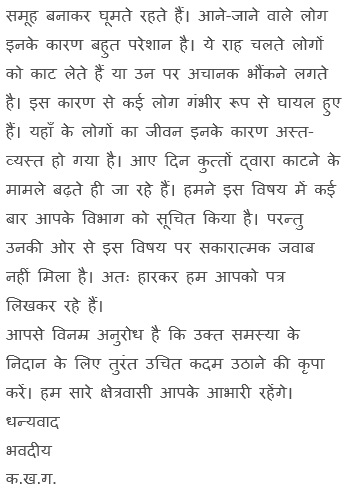 समूह बनाकर घूमते रहते हैं। आने-जाने वाले लोग
इनके कारण बहुत परेशान है। ये राह चलते लोगों
को काट लेते हैं या उन पर अचानक भौंकने लगते
है। इस कारण से कई लोग गंभीर रूप से घायल हुए
हैं। यहाँ के लोगों का जीवन इनके कारण अस्त-
व्यस्त हो गया है। आए दिन कुत्तों द्वारा काटने के
मामले बढ़ते ही जा रहे हैं। हमने इस विषय में कई
बार आपके विभाग को सूचित किया है। परन्तु
उनकी ओर से इस विषय पर सकारात्मक जवाब
नहीं मिला है। अतः हारकर हम आपको पत्र
लिखकर रहे हैं।
आपसे विनम्र अनुरोध है कि उक्त समस्या के
निदान के लिए तुरंत उचित कदम उठाने की कृपा
करें। हम सारे क्षेत्रवासी आपके आभारी रहेंगे।
धन्यवाद
भवदीय
क.ख.ग.